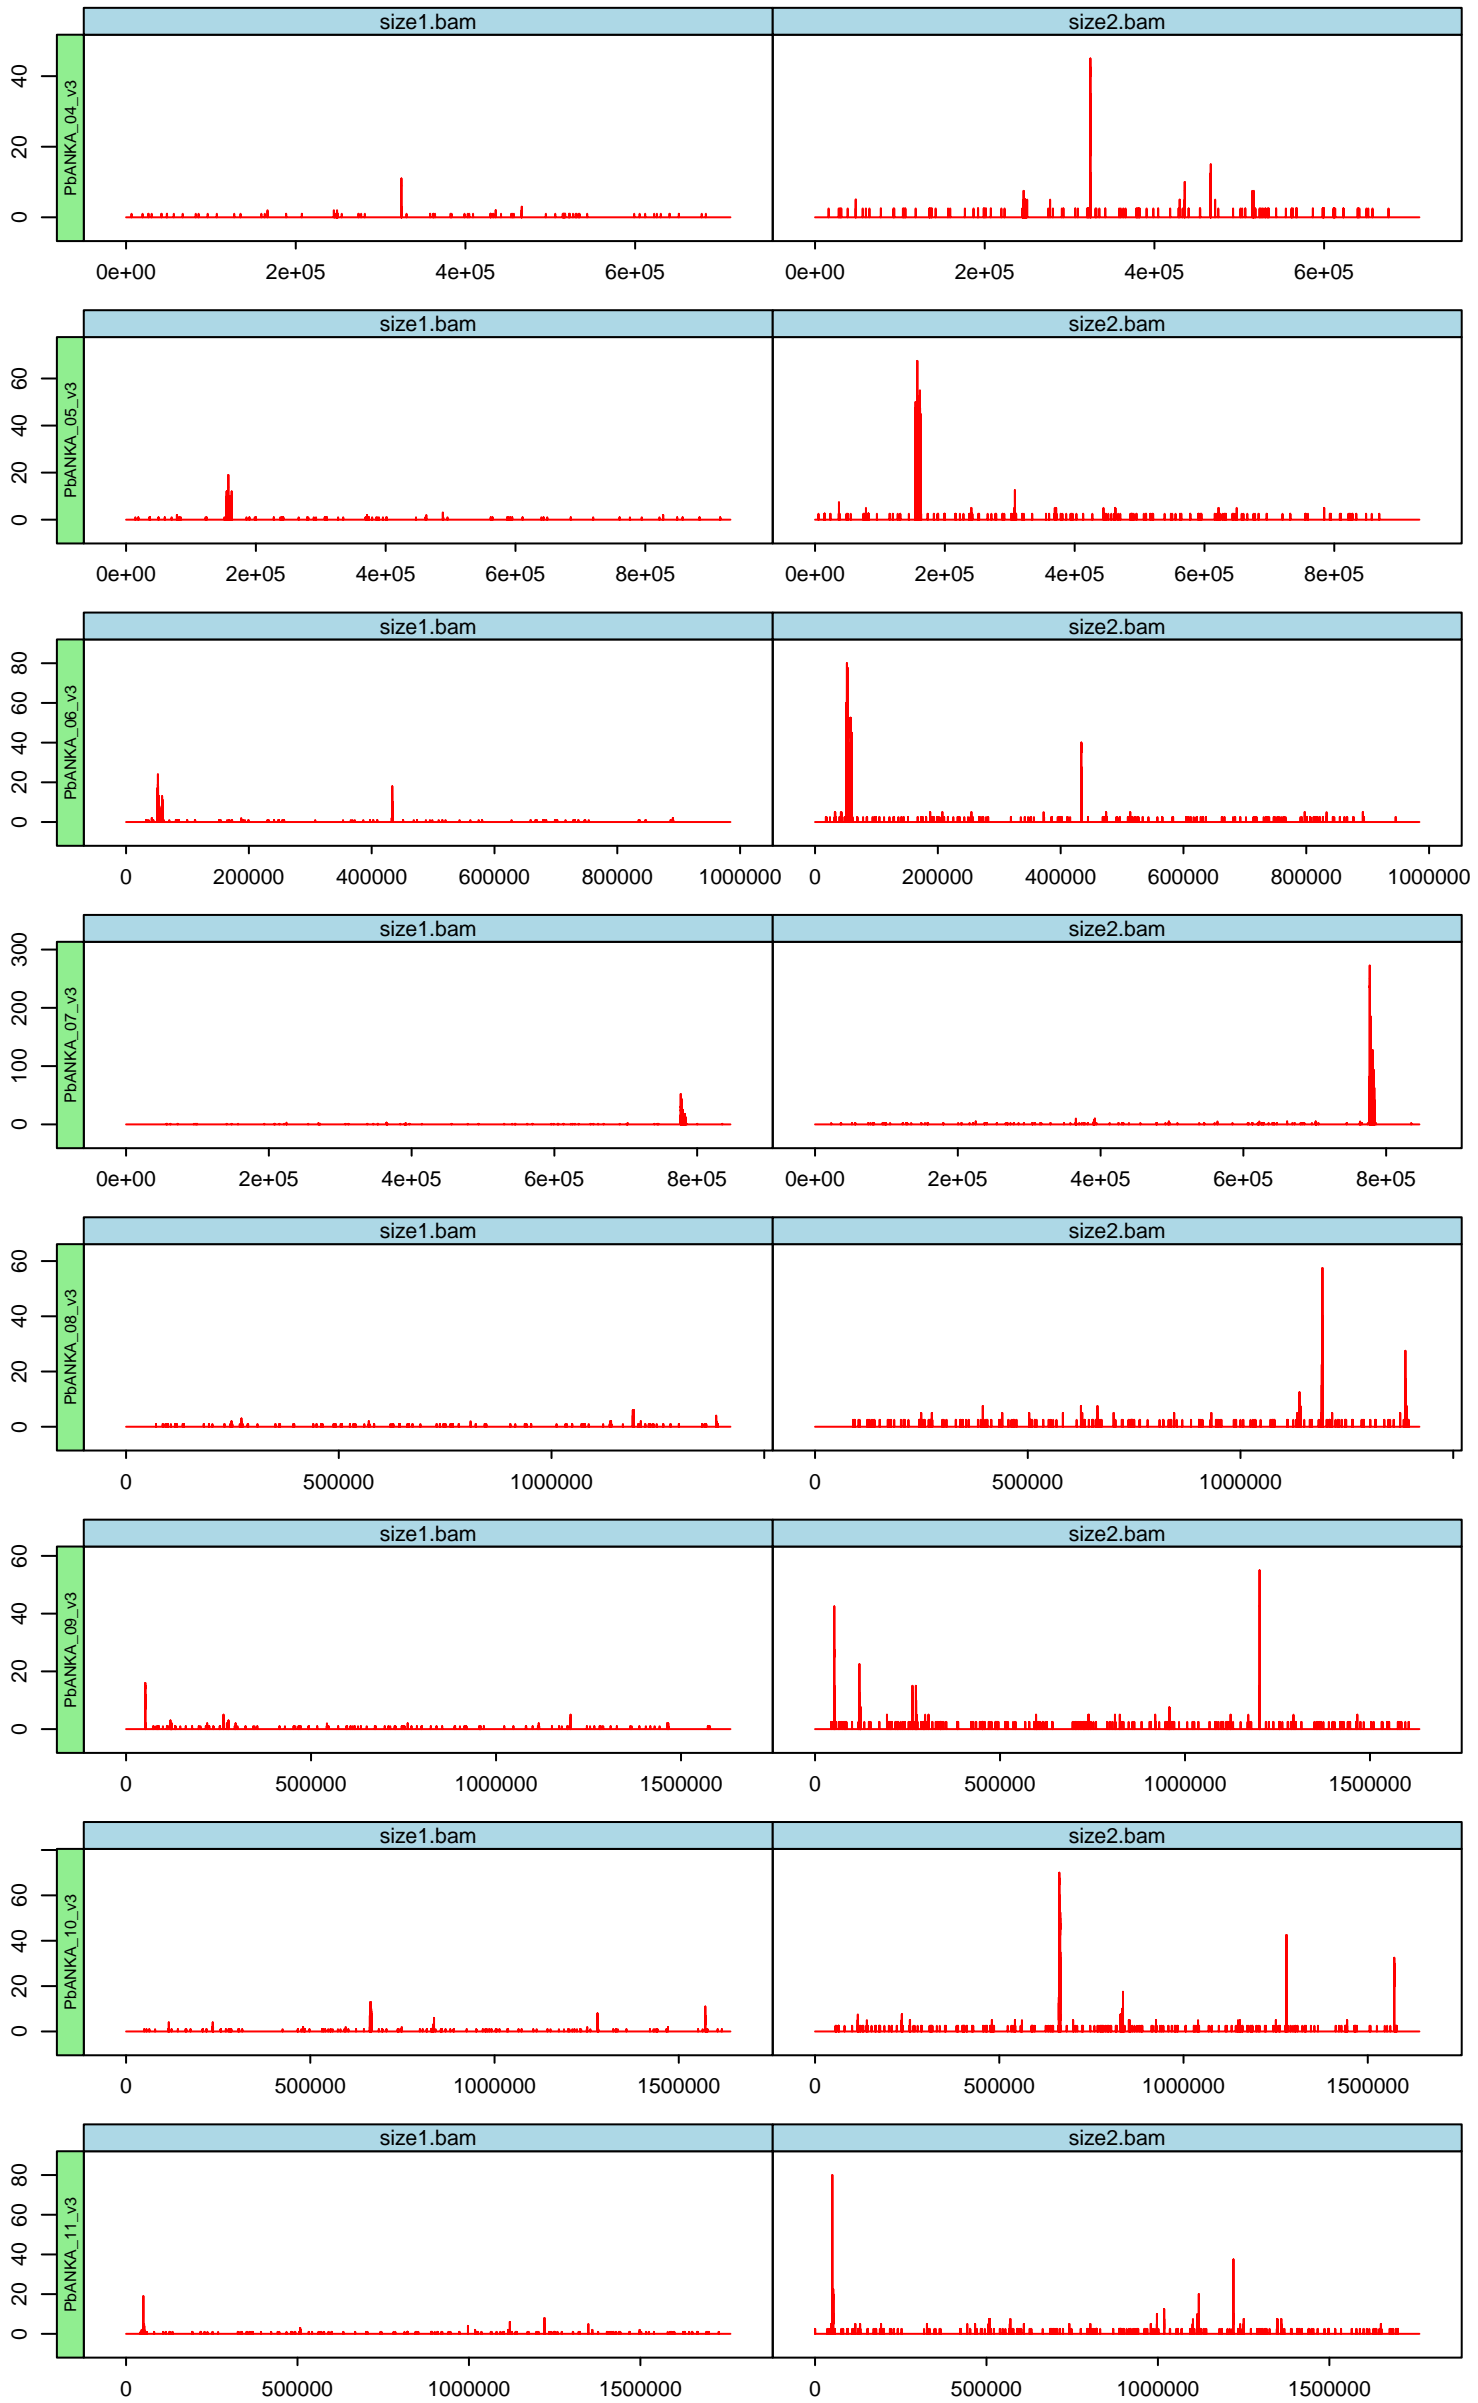 size1.bam size2.bam
PbANKA_04_v3
0 20 40
0e+00 2e+05 4e+05 6e+05 0e+00 2e+05 4e+05 6e+05
size1.bam size2.bam
PbANKA_05_v3
0 20 40 60
0e+00 2e+05 4e+05 6e+05 8e+05 0e+00 2e+05 4e+05 6e+05 8e+05
size1.bam size2.bam
PbANKA_06_v3
0 20 40 60 80
0 200000 400000 600000 800000 1000000 0 200000 400000 600000 800000 1000000
size1.bam size2.bam
PbANKA_07_v3
0 100 200 300
0e+00 2e+05 4e+05 6e+05 8e+05 0e+00 2e+05 4e+05 6e+05 8e+05
size1.bam size2.bam
PbANKA_08_v3
0 20 40 60
0 500000 1000000 0 500000 1000000
size1.bam size2.bam
PbANKA_09_v3
0 20 40 60
0 500000 1000000 1500000 0 500000 1000000 1500000
size1.bam size2.bam
PbANKA_10_v3
0 20 40 60
0 500000 1000000 1500000 0 500000 1000000 1500000
size1.bam size2.bam
PbANKA_11_v3
0 20 40 60 80
0 500000 1000000 1500000 0 500000 1000000 1500000